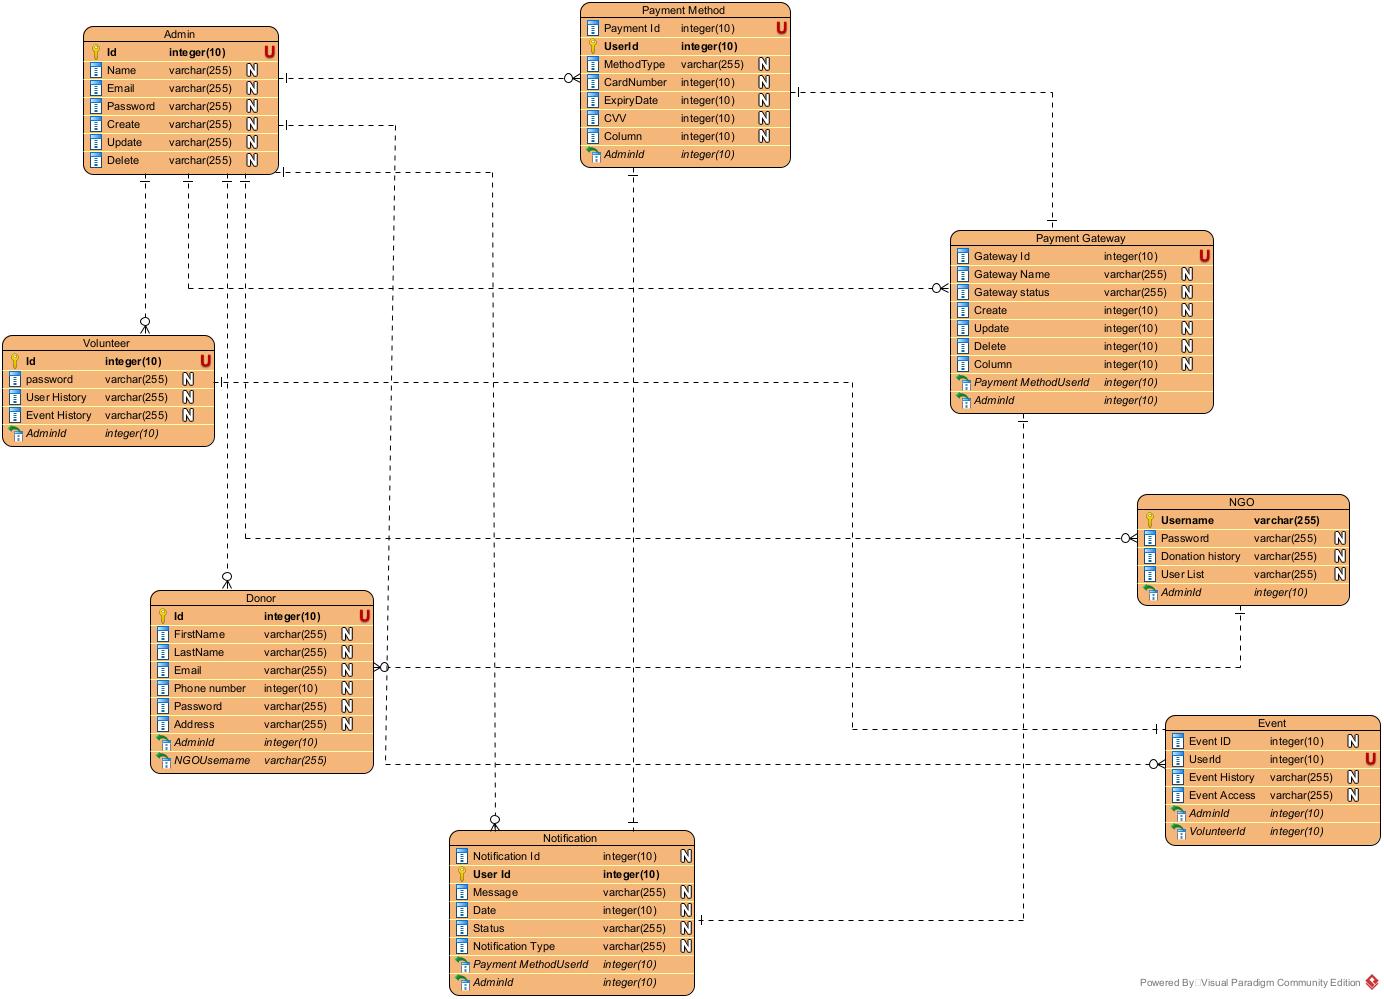 Admin
Id integer(10) U
Name varchar(255) N
Email varchar(255) N
Password varchar(255) N
Create varchar(255) N
Update varchar(255) N
Delete varchar(255) N
Payment Method
Payment Id integer(10) U
UserId integer(10)
MethodType varchar(255) N
CardNumber integer(10) N
ExpiryDate integer(10) N
CVV integer(10) N
Column integer(10) N
AdminId integer(10)
Payment Gateway
Gateway Id integer(10) U
Gateway Name varchar(255) N
Gateway status varchar(255) N
Create integer(10) N
Update integer(10) N
Delete integer(10) N
Column integer(10) N
Payment MethodUserId integer(10)
AdminId integer(10)
Volunteer
Id integer(10) U
password varchar(255) N
User History varchar(255) N
Event History varchar(255) N
AdminId integer(10)
NGO
Username varchar(255)
Password varchar(255) N
Donation history varchar(255) N
User List varchar(255) N
AdminId integer(10)
Donor
Id integer(10) U
FirstName varchar(255) N
LastName varchar(255) N
Email varchar(255) N
Phone number integer(10) N
Password varchar(255) N
Address varchar(255) N
AdminId integer(10)
NGOUsername varchar(255)
Event
Event ID integer(10) N
UserId integer(10) U
Event History varchar(255) N
Event Access varchar(255) N
AdminId integer(10)
VolunteerId integer(10)
Notification
Notification Id integer(10) N
User Id integer(10)
Message varchar(255) N
Date integer(10) N
Status varchar(255) N
Notification Type varchar(255) N
Payment MethodUserId integer(10)
AdminId integer(10)
Powered By Visual Paradigm Community Edition